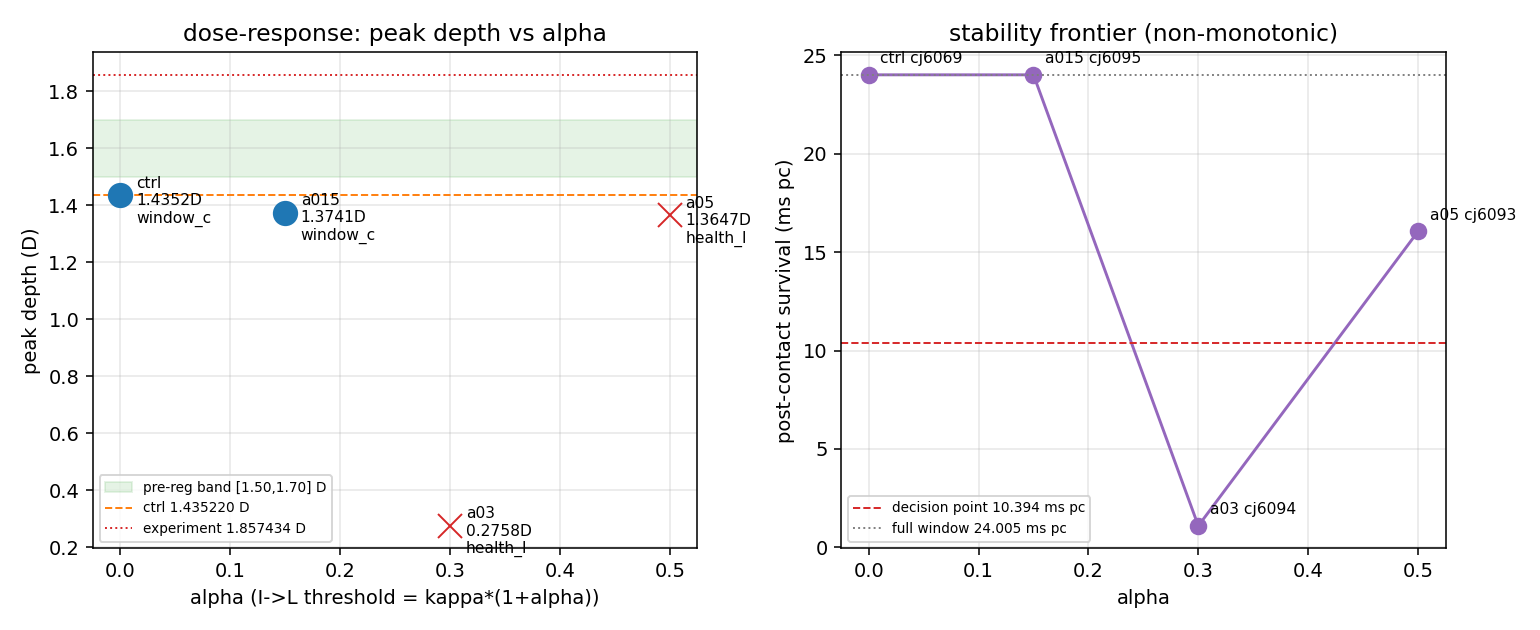 dose-response: peak depth vs alpha
peak depth (D)
1.8
1.6
1.4
1.2
1.0
0.8
0.6
0.4
0.2
ctrl
1.4352D
window_c
a015
1.3741D
window_c
a05
1.3647D
health_I
a03
0.2758D
health_I
pre-reg band [1.50,1.70] D
ctrl 1.435220 D
experiment 1.857434 D
0.0 0.1 0.2 0.3 0.4 0.5
alpha (I->L threshold = kappa*(1+alpha))
stability frontier (non-monotonic)
post-contact survival (ms pc)
25
20
15
10
5
0
ctrl cj6069
a015 cj6095
a05 cj6093
a03 cj6094
decision point 10.394 ms pc
full window 24.005 ms pc
0.0 0.1 0.2 0.3 0.4 0.5
alpha